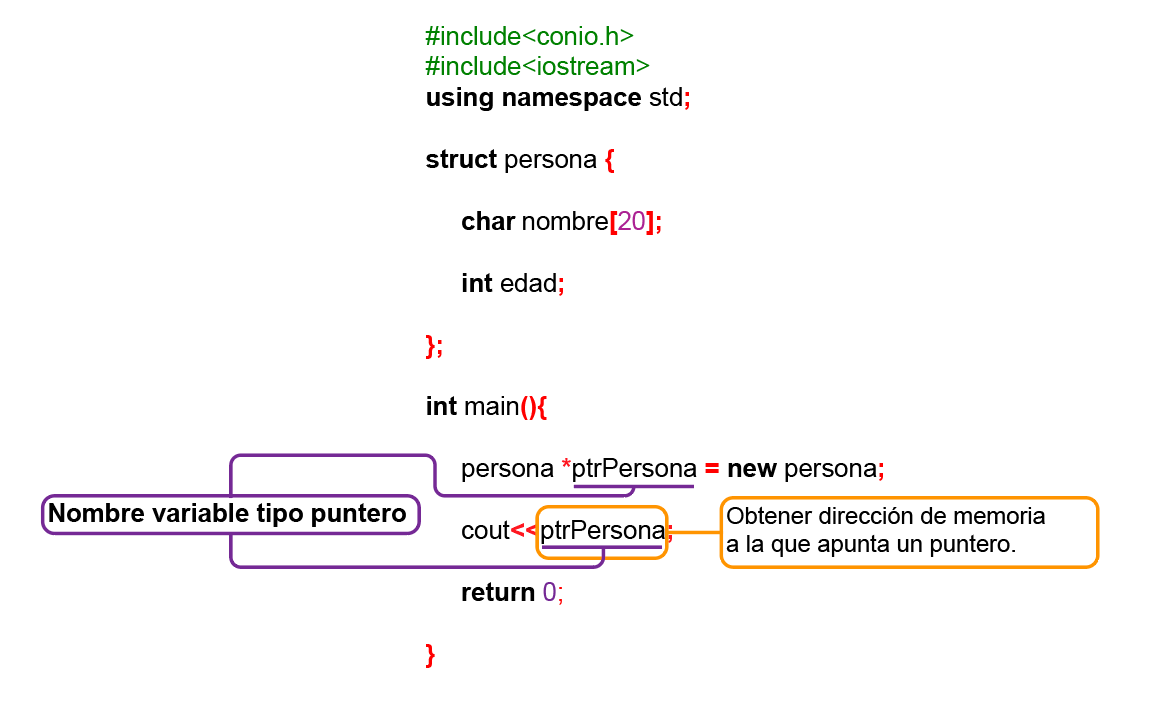 #include<conio.h>
#include<iostream>
using namespace std;
struct persona {
char nombre[20];
int edad;
};
int main(){
persona *ptrPersona = new persona;
Nombre variable tipo puntero
cout<<ptrPersona;
Obtener dirección de memoria
a la que apunta un puntero.
return 0;
}